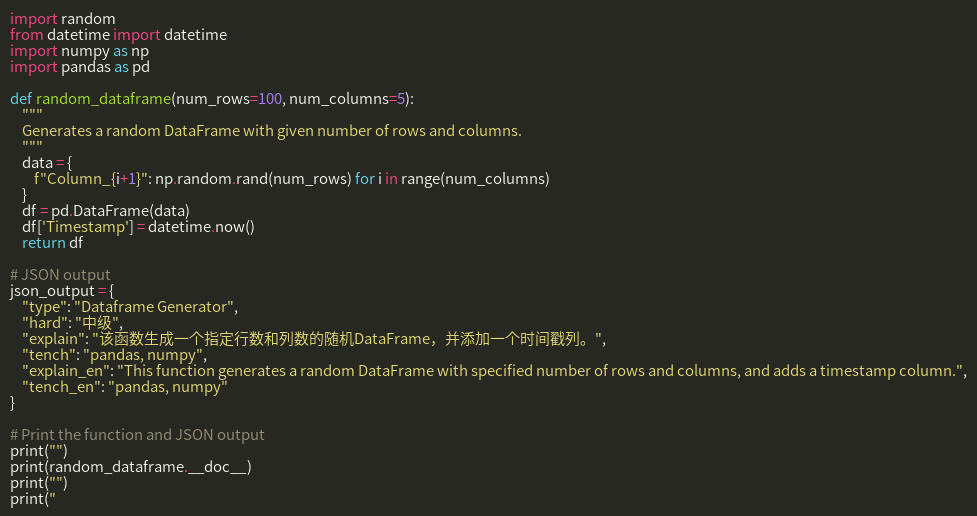 import random
from datetime import datetime
import numpy as np
import pandas as pd
def random_dataframe(num_rows=100, num_columns=5):
    """
    Generates a random DataFrame with given number of rows and columns.
    """
    data = {
        f"Column_{i+1}": np.random.rand(num_rows) for i in range(num_columns)
    }
    df = pd.DataFrame(data)
    df['Timestamp'] = datetime.now()
    return df
# JSON output
json_output = {
    "type": "Dataframe Generator",
    "hard": "中级",
    "explain": "该函数生成一个指定行数和列数的随机DataFrame，并添加一个时间戳列。",
    "tench": "pandas, numpy",
    "explain_en": "This function generates a random DataFrame with specified number of rows and columns, and adds a timestamp column.",
    "tench_en": "pandas, numpy"
}
# Print the function and JSON output
print("")
print(random_dataframe.__doc__)
print("")
print("